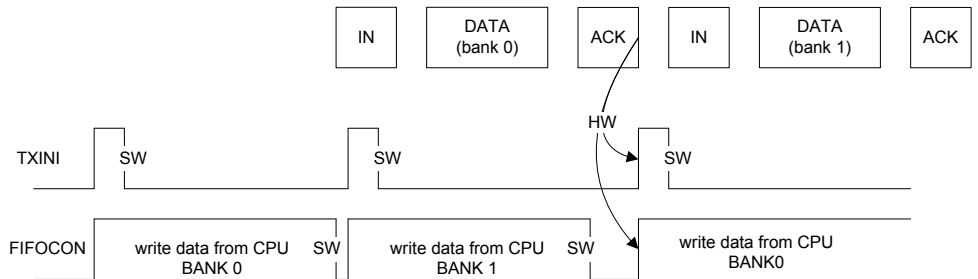 IN
DATA
(bank 0)
ACK
IN
DATA
(bank 1)
ACK
HW
TXINI
SW
SW
SW
FIFOCON
write data from CPU
BANK 0
SW
write data from CPU
BANK 1
SW
write data from CPU
BANK0